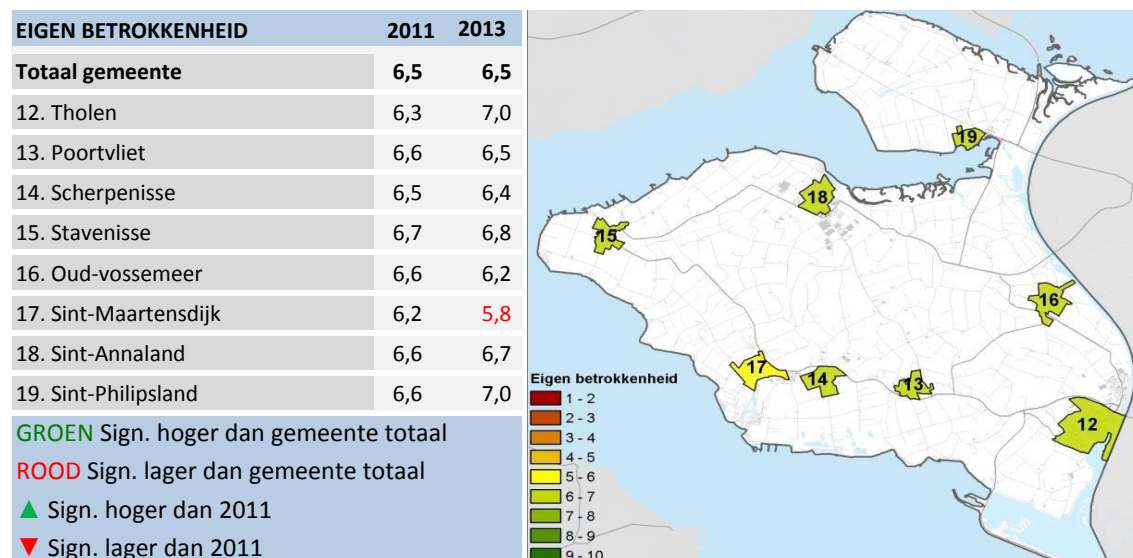 EIGEN BETROKKENHEID 2011 2013
Totaal gemeente 6,5 6,5
12. Tholen 6,3 7,0
13. Poortvliet 6,6 6,5
14. Scherpenisse 6,5 6,4
15. Stavenisse 6,7 6,8
16. Oud-vossemeer 6,6 6,2
17. Sint-Maartensdijk 6,2 5,8
18. Sint-Annaland 6,6 6,7
19. Sint-Philipsland 6,6 7,0
GROEN Sign. hoger dan gemeente totaal
ROOD Sign. lager dan gemeente totaal
▲ Sign. hoger dan 2011
▼ Sign. lager dan 2011
19
18
15
16
17
14
13
12
Eigen betrokkenheid
1 - 2
2 - 3
3 - 4
4 - 5
5 - 6
6 - 7
7 - 8
8 - 9
9 - 10